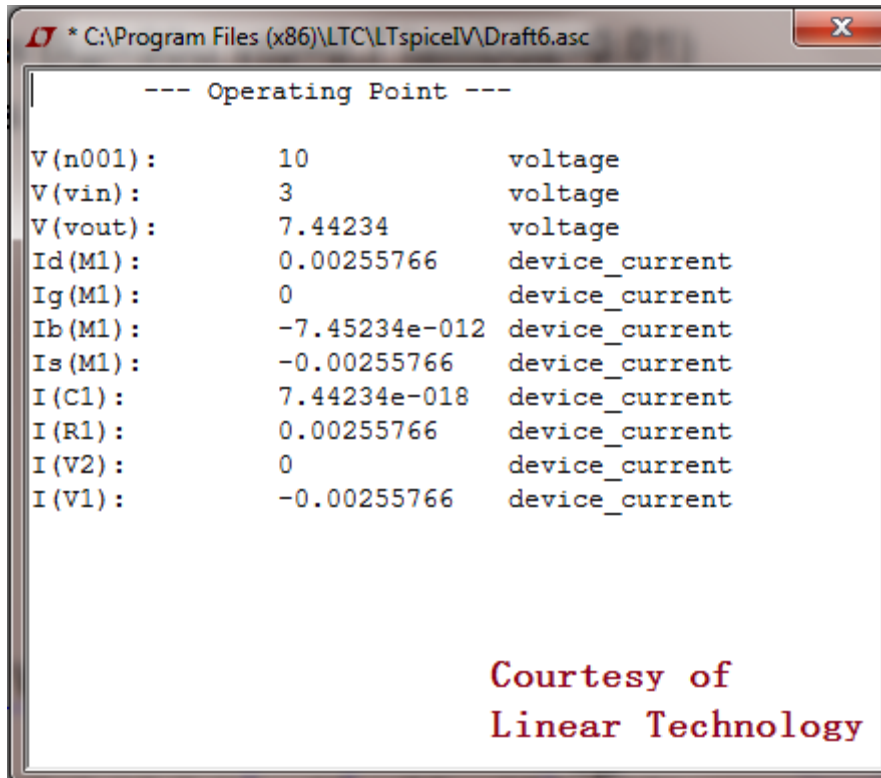 * C:\Program Files (x86)\LTC\LTspiceIV\Draft6.asc
--- Operating Point ---
V(n001): 10 voltage
V(vin): 3 voltage
V(vout): 7.44234 voltage
Id(M1): 0.00255766 device_current
Ig(M1): 0 device_current
Ib(M1): -7.45234e-012 device_current
Is(M1): -0.00255766 device_current
I(C1): 7.44234e-018 device_current
I(R1): 0.00255766 device_current
I(V2): 0 device_current
I(V1): -0.00255766 device_current
Courtesy of
Linear Technology